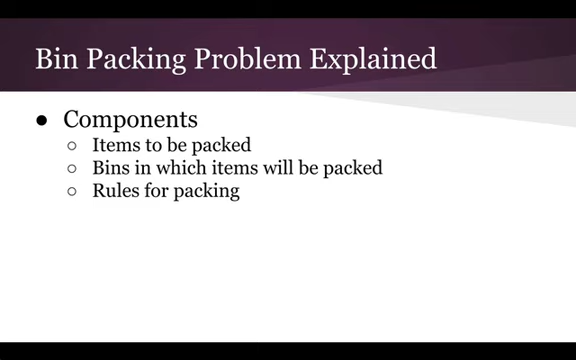 Bin Packing Problem Explained
● Components
○ Items to be packed
○ Bins in which items will be packed
○ Rules for packing